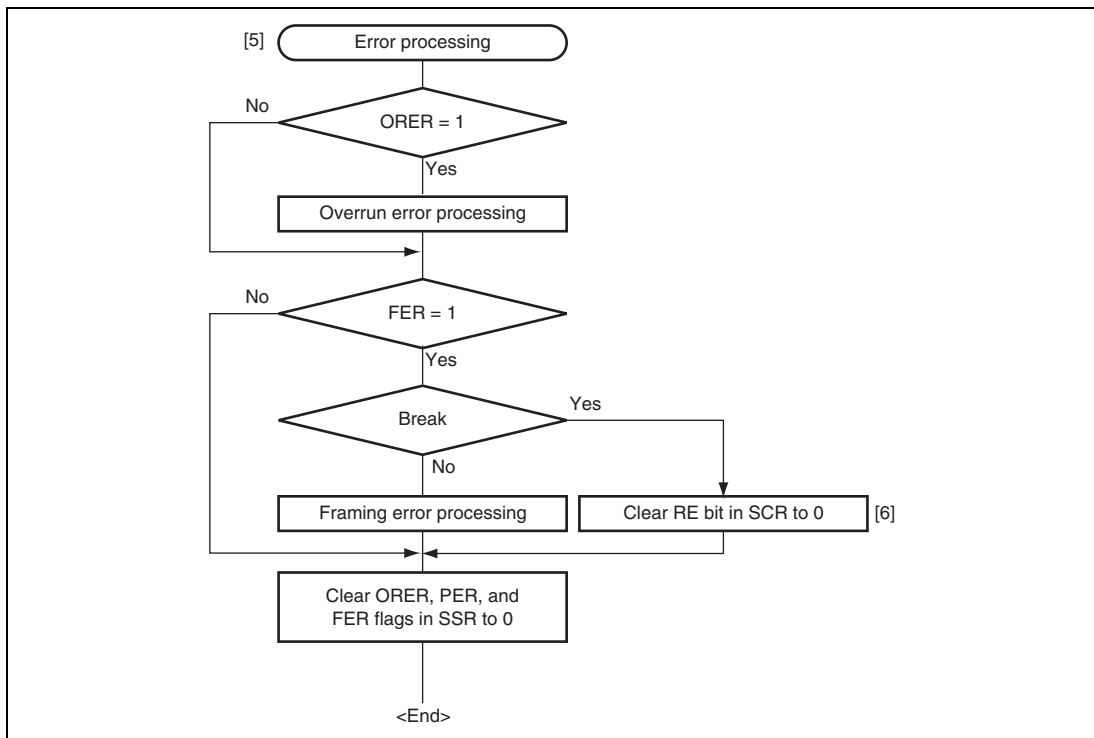 [5]
Error processing
No
ORER = 1
Yes
Overrun error processing
No
FER = 1
Yes
Break
Yes
No
Framing error processing
Clear RE bit in SCR to 0
[6]
Clear ORER, PER, and
FER flags in SSR to 0
<End>